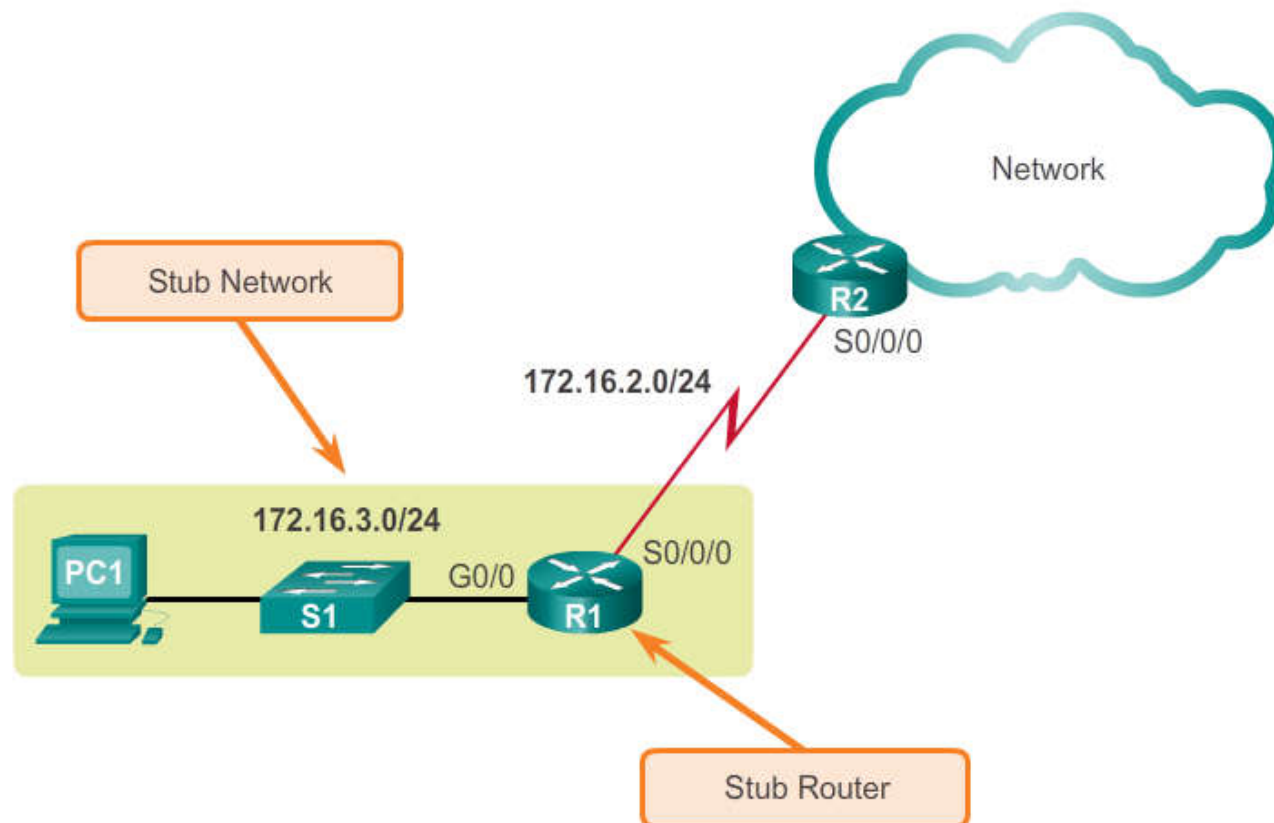 Network
Stub Network
R2
S0/0/0
172.16.2.0/24
172.16.3.0/24
S0/0/0
PC1
G0/0
S1
R1
Stub Router